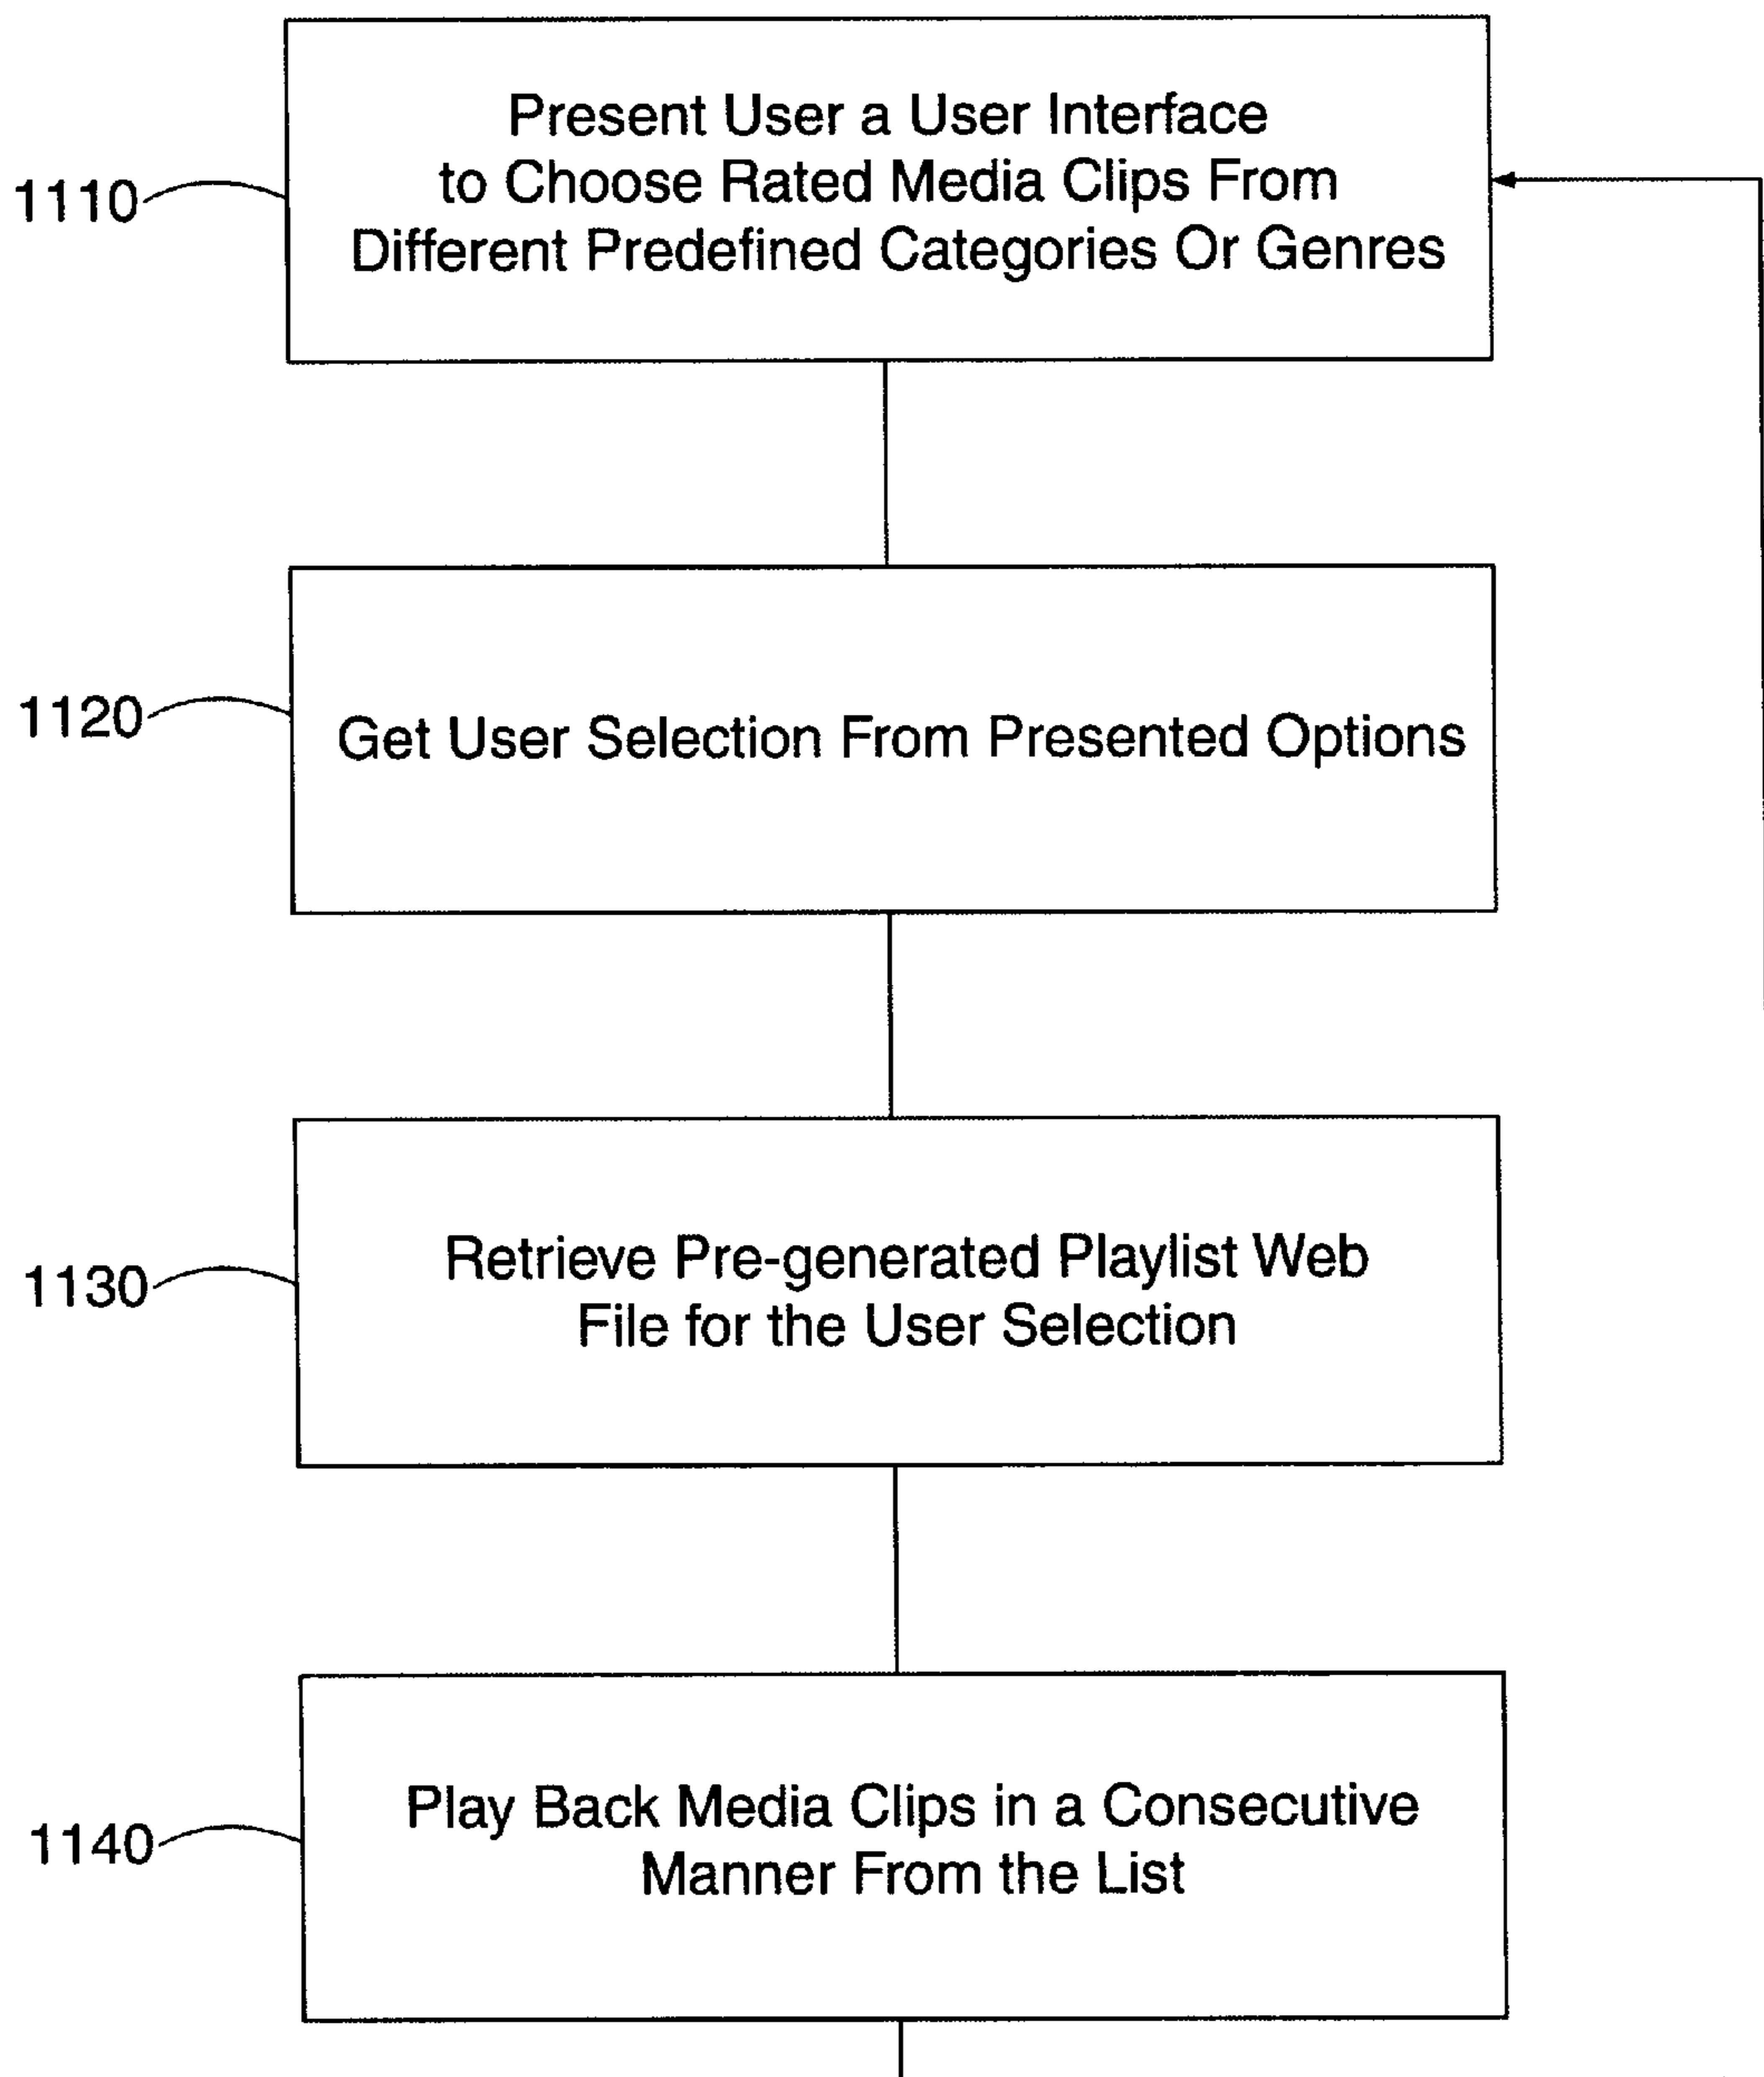 Present User a User Interface
to Choose Rated Media Clips From
Different Predefined Categories Or Genres
1110
Get User Selection From Presented Options
1120
Retrieve Pre-generated Playlist Web
File for the User Selection
1130
Play Back Media Clips in a Consecutive
Manner From the List
1140